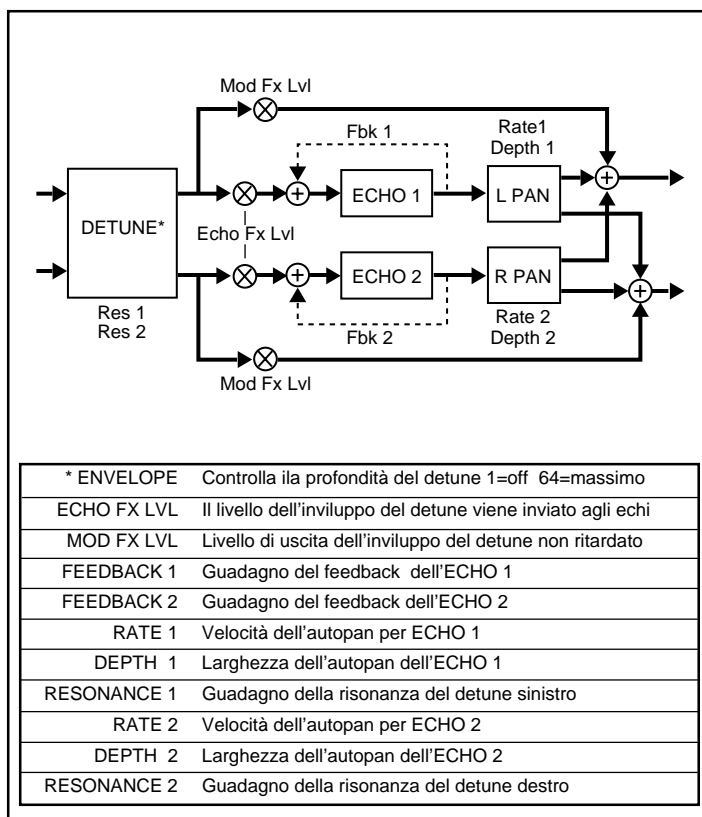 Mod Fx Lvl
Fbk 1
Rate1
Depth 1
DETUNE*
ECHO 1
L PAN
Echo Fx Lvl
ECHO 2
R PAN
Res 1
Res 2
Fbk 2
Rate 2
Depth 2
Mod Fx Lvl
* ENVELOPE Controlla ila profondità del detune 1=off 64=massimo
ECHO FX LVL Il livello dell'inviluppo del detune viene inviato agli echi
MOD FX LVL Livello di uscita dell'inviluppo del detune non ritardato
FEEDBACK 1 Guadagno del feedback dell'ECHO 1
FEEDBACK 2 Guadagno del feedback dell'ECHO 2
RATE 1 Velocità dell'autopan per ECHO 1
DEPTH 1 Larghezza dell'autopan dell'ECHO 1
RESONANCE 1 Guadagno della risonanza del detune sinistro
RATE 2 Velocità dell'autopan per ECHO 2
DEPTH 2 Larghezza dell'autopan dell'ECHO 2
RESONANCE 2 Guadagno della risonanza del detune destro